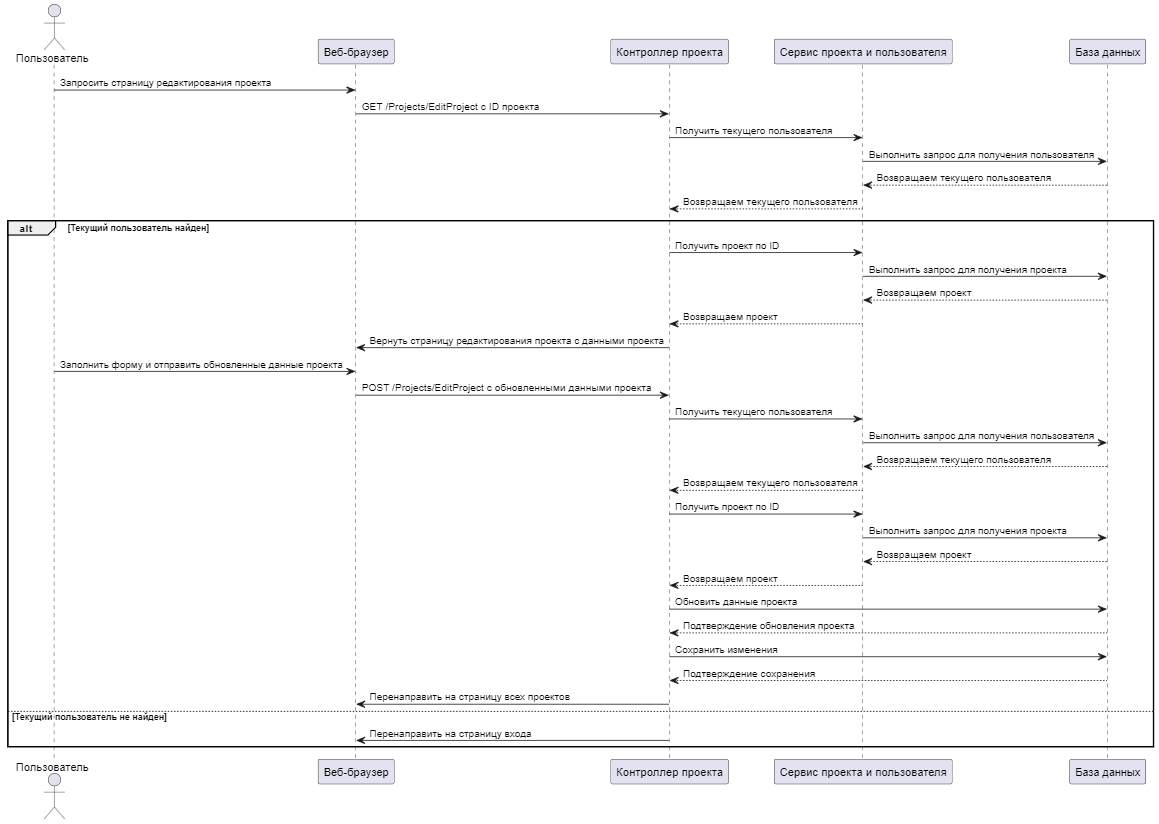 Пользователь
Веб-браузер
Контроллер проекта
Сервис проекта и пользователя
База данных
Запросить страницу редактирования проекта
GET /Projects/EditProject с ID проекта
Получить текущего пользователя
Выполнить запрос для получения пользователя
Возвращаем текущего пользователя
Возвращаем текущего пользователя
alt
[Текущий пользователь найден]
Получить проект по ID
Выполнить запрос для получения проекта
Возвращаем проект
Возвращаем проект
Вернуть страницу редактирования проекта с данными проекта
Заполнить форму и отправить обновленные данные проекта
POST /Projects/EditProject с обновленными данными проекта
Получить текущего пользователя
Выполнить запрос для получения пользователя
Возвращаем текущего пользователя
Возвращаем текущего пользователя
Получить проект по ID
Выполнить запрос для получения проекта
Возвращаем проект
Возвращаем проект
Обновить данные проекта
Подтверждение обновления проекта
Сохранить изменения
Подтверждение сохранения
Перенаправить на страницу всех проектов
[Текущий пользователь не найден]
Перенаправить на страницу входа
Пользователь
Веб-браузер
Контроллер проекта
Сервис проекта и пользователя
База данных